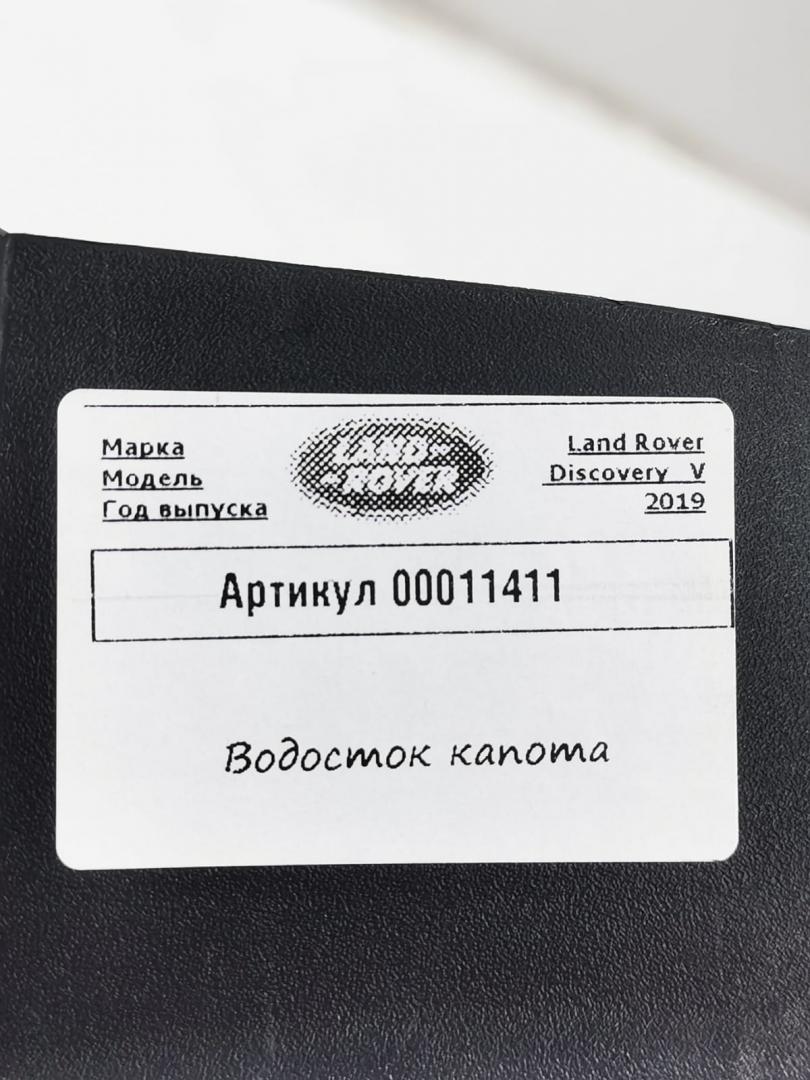 Марка LAND Land Rover
Модель ROVER Discovery V
Год выпуска 2019
Артикул 00011411
Водосток капота